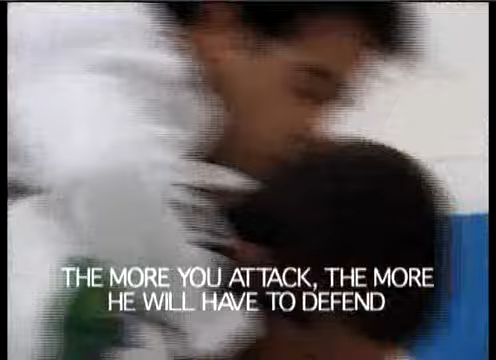 THE MORE YOU ATTACK, THE MORE
HE WILL HAVE TO DEFEND